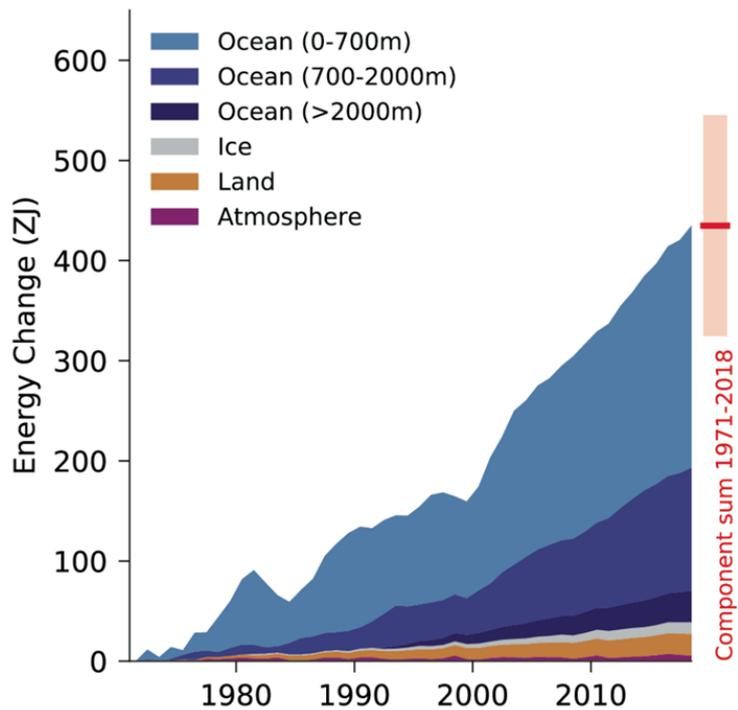 Energy Change (ZJ)
600
500
400
300
200
100
0
Ocean (0-700m)
Ocean (700-2000m)
Ocean (>2000m)
Ice
Land
Atmosphere
1980
1990
2000
2010
Component sum 1971-2018